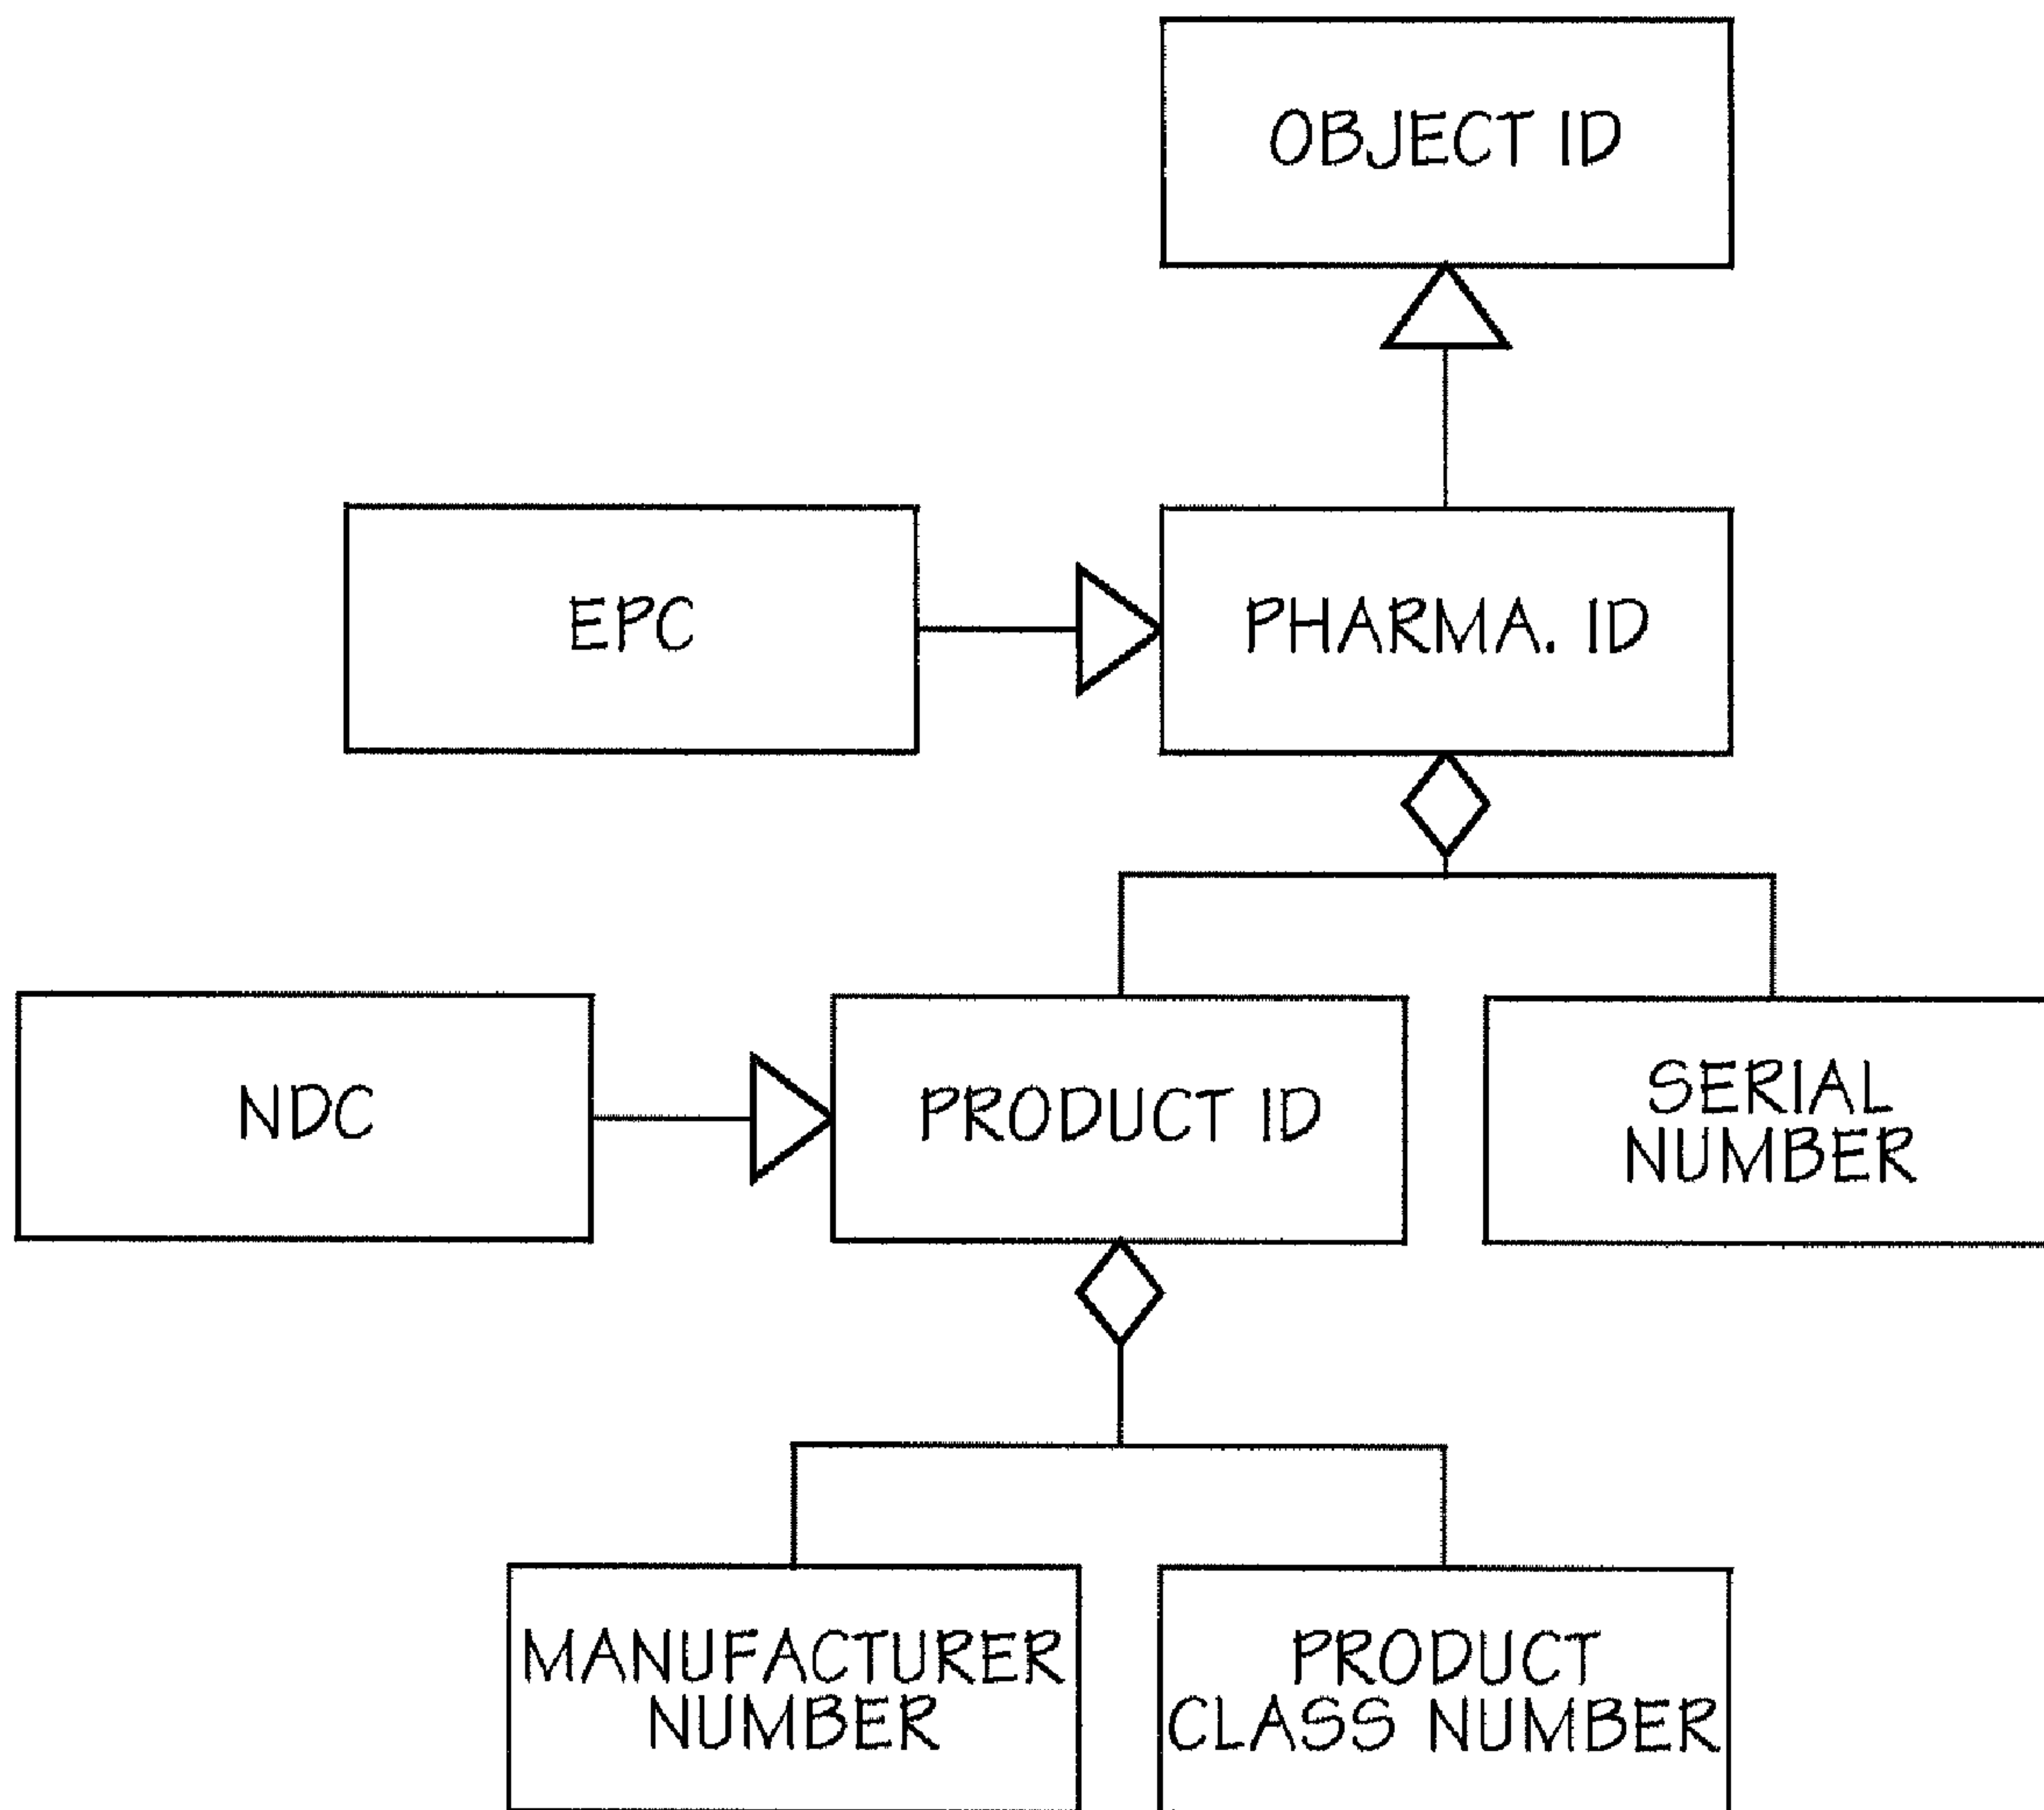 OBJECT ID
EPC
PHARMA. ID
NDC
PRODUCT ID
SERIAL
NUMBER
MANUFACTURER
NUMBER
PRODUCT
CLASS NUMBER